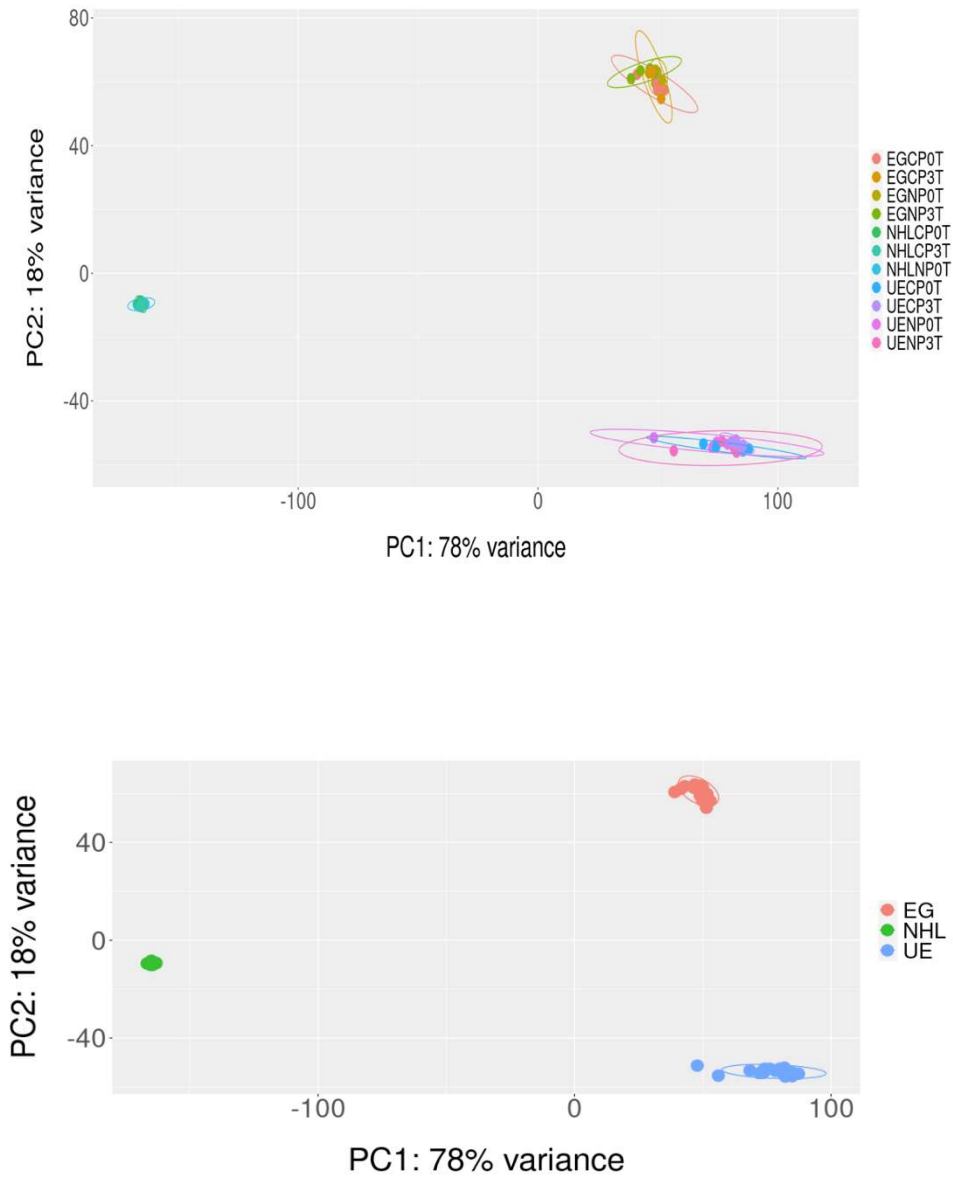 80
40
0
-40
PC2: 18% variance
-100
0
100
PC1: 78% variance
EGCP0T
EGCP3T
EGNP0T
EGNP3T
NHLCP0T
NHLCP3T
NHLNP0T
UECP0T
UECP3T
UENP0T
UENP3T
40
0
-40
PC2: 18% variance
-100
0
100
PC1: 78% variance
EG
NHL
UE